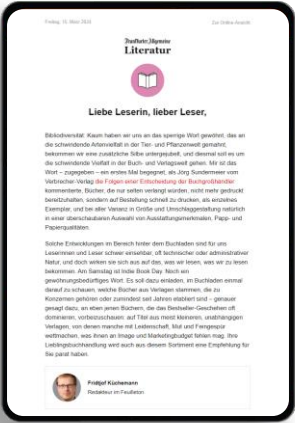 Freitag, 15. März 2024
Zur Online-Ansicht
Frankfurter Allgemeine
Literatur
Liebe Leserin, lieber Leser,
Bibliodiversität: Kaum haben wir uns an das sperrige Wort gewöhnt, das an
die schwindende Artenvielfalt in der Tier- und Pflanzenwelt gemahnt,
bekommen wir eine zusätzliche Silbe untergejubelt, und diesmal soll es um
die schwindende Vielfalt in der Buch- und Verlagswelt gehen. Mir ist das
Wort – zugegeben – ein erstes Mal begegnet, als Jörg Sundermeier vom
Verbrecher-Verlag die Folgen einer Entscheidung der Buchgroßhändler
kommentierte, Bücher, die nur selten verlangt würden, nicht mehr gedruckt
bereitzuhalten, sondern auf Bestellung schnell zu drucken, als einzelnes
Exemplar, und bei aller Varianz in Größe und Umschlaggestaltung natürlich
in einer überschaubaren Auswahl von Ausstattungsmerkmalen, Papp- und
Papierqualitäten.
Solche Entwicklungen im Bereich hinter dem Buchladen sind für uns
Leserinnen und Leser schwer einsehbar, oft technischer oder administrativer
Natur, und doch wirken sie sich aus auf das, was wir lesen, was wir zu lesen
bekommen. Am Samstag ist Indie Book Day. Noch ein
gewöhnungsbedürftiges Wort. Es soll dazu einladen, im Buchladen einmal
darauf zu schauen, welche Bücher aus Verlagen stammen, die zu
Konzernen gehören oder zumindest seit Jahren etabliert sind – genauer
gesagt dazu, an eben jenen Büchern, die das Bestseller-Geschehen oft
dominieren, vorbeizuschauen: auf Titel aus meist kleineren, unabhängigen
Verlagen, von denen manche mit Leidenschaft, Mut und Feingespür
wettmachen, was ihnen an Image und Marketingbudget fehlen mag. Ihre
Lieblingsbuchhandlung wird auch aus diesem Sortiment eine Empfehlung für
Sie parat haben.
Fridtjof Küchemann
Redakteur im Feuilleton